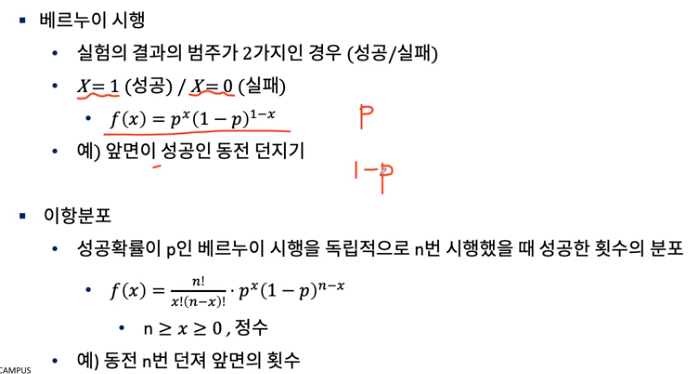 ▪ 베르누이 시행
• 실험의 결과의 범주가 2가지인 경우 (성공/실패)
• X= 1 (성공) / X= 0 (실패)
• f(x) = p^x(1 − p)^{1−x}
p
• 예) 앞면이 성공인 동전 던지기
1-p
▪ 이항분포
• 성공확률이 p인 베르누이 시행을 독립적으로 n번 시행했을 때 성공한 횟수의 분포
• f(x) = \frac{n!}{x!(n−x)!} · p^x(1 − p)^{n−x}
• n ≥ x ≥ 0 , 정수
• 예) 동전 n번 던져 앞면의 횟수
CAMPUS